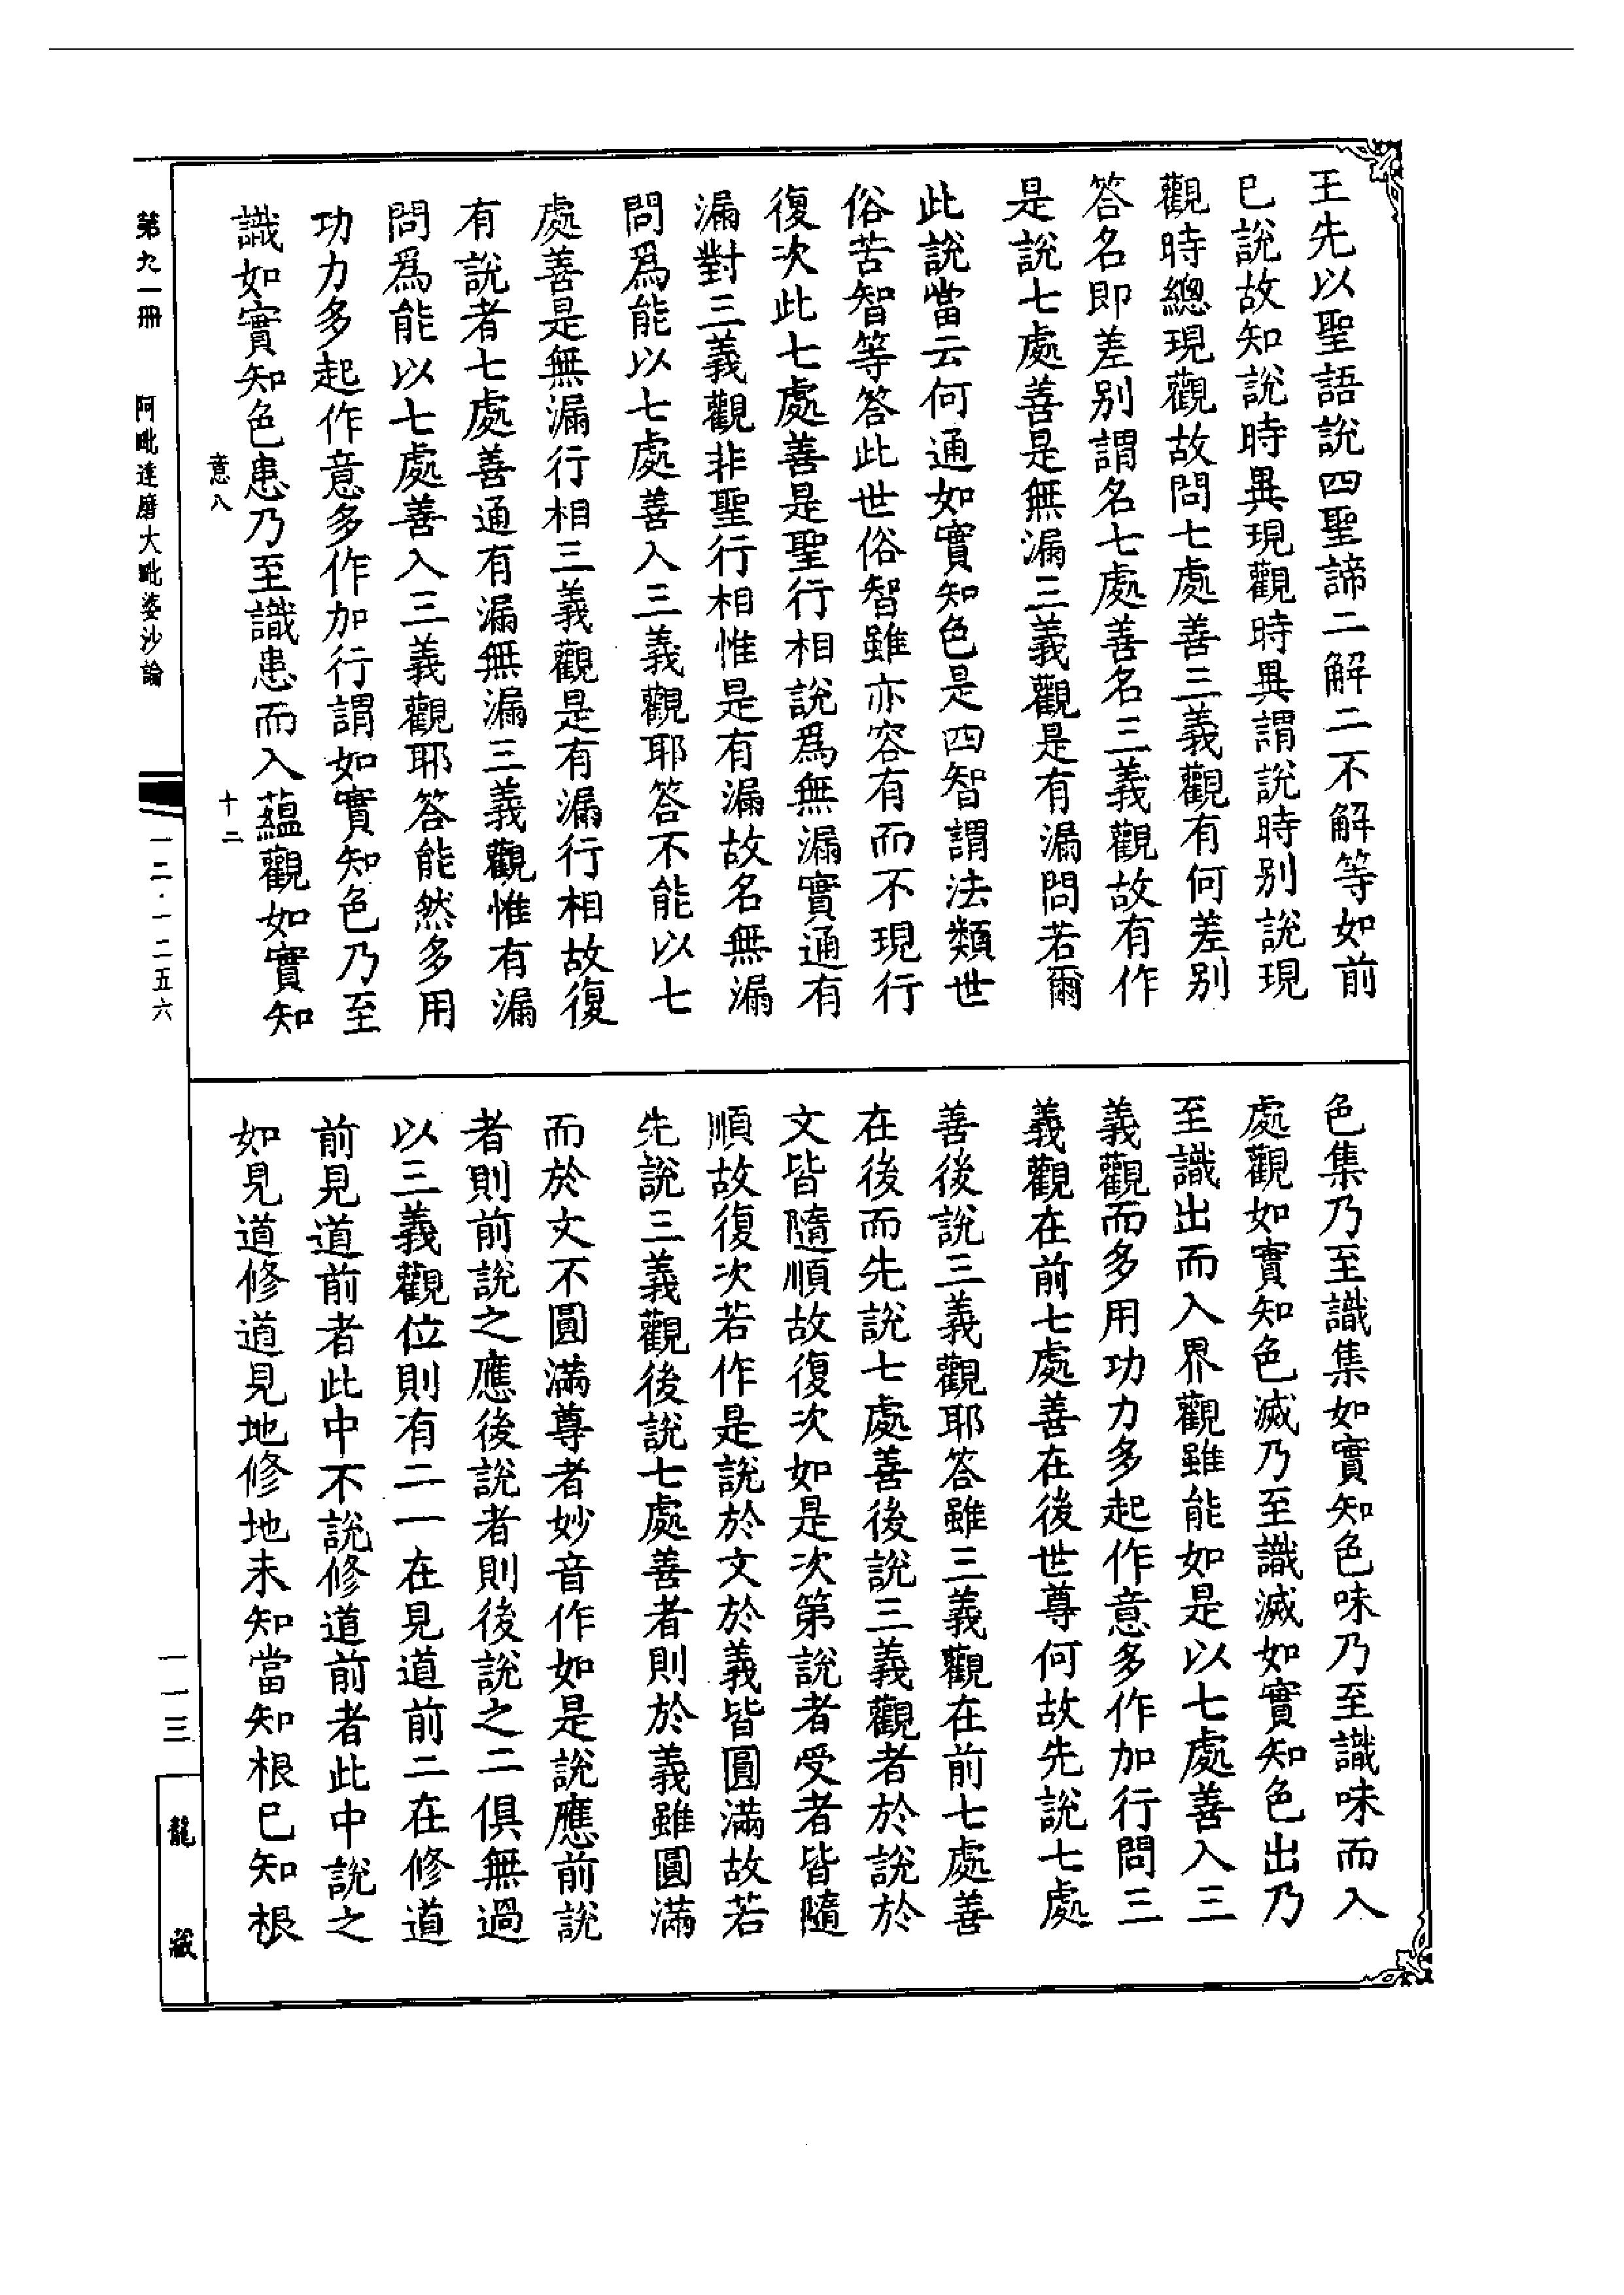 王先以聖語說四聖諦二解二不解等如前
已說故知說時異現觀時異謂說時別說現
觀時總現觀故問七處善三義觀有何差別
答名即差別謂名七處善名三義觀故有作
是說七處善是無漏三義觀是有漏問若爾
此說當云何通如實知色是四智謂法類世
俗苦智等答此世俗智雖亦容有而不現行
復次此七處善是聖行相說爲無漏實通有
漏對三義觀非聖行相惟是有漏故名無漏
問爲能以七處善入三義觀耶答不能以七
處善是無漏行相三義觀是有漏行相故復
有說者七處善通有漏無漏三義觀惟有漏
問爲能以七處善入三義觀耶答能然多用
功力多起作意多作加行謂如實知色乃至
識如實知色患乃至識患而入蘊觀如實知
色集乃至識集如實知色味乃至識味而入
處觀如實知色滅乃至識滅如實知色出乃
至識出而入界觀雖能如是以七處善入三
義觀而多用功力多起作意多作加行問三
義觀在前七處善在後世尊何故先說七處
善後說三義觀耶答雖三義觀在前七處善
在後而先說七處善後說三義觀者於說於
文皆隨順故復次如是次第說者受者皆隨
順故復次若作是說於文於義皆圓滿故若
先說三義觀後說七處善者則於義雖圓滿
而於文不圓滿尊者妙音作如是說應前說
者則前說之應後說者則後說之二俱無過
以三義觀位則有二一在見道前二在修道
前見道前者此中不說修道前者此中說之
如見道修道見地修地未知當知根已知根
意八
十二
第九一冊
阿毗達磨大毗婆沙論
一二·一二五六
一一三
龍藏